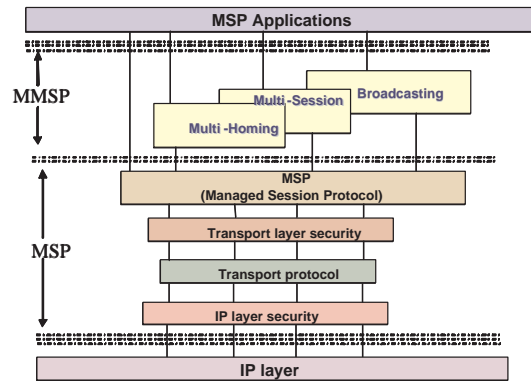 MSP Applications
MMSP
Broadcasting
Multi -Session
Multi -Homing
MSP
(Managed Session Protocol)
MSP
Transport layer security
Transport protocol
IP layer security
IP layer